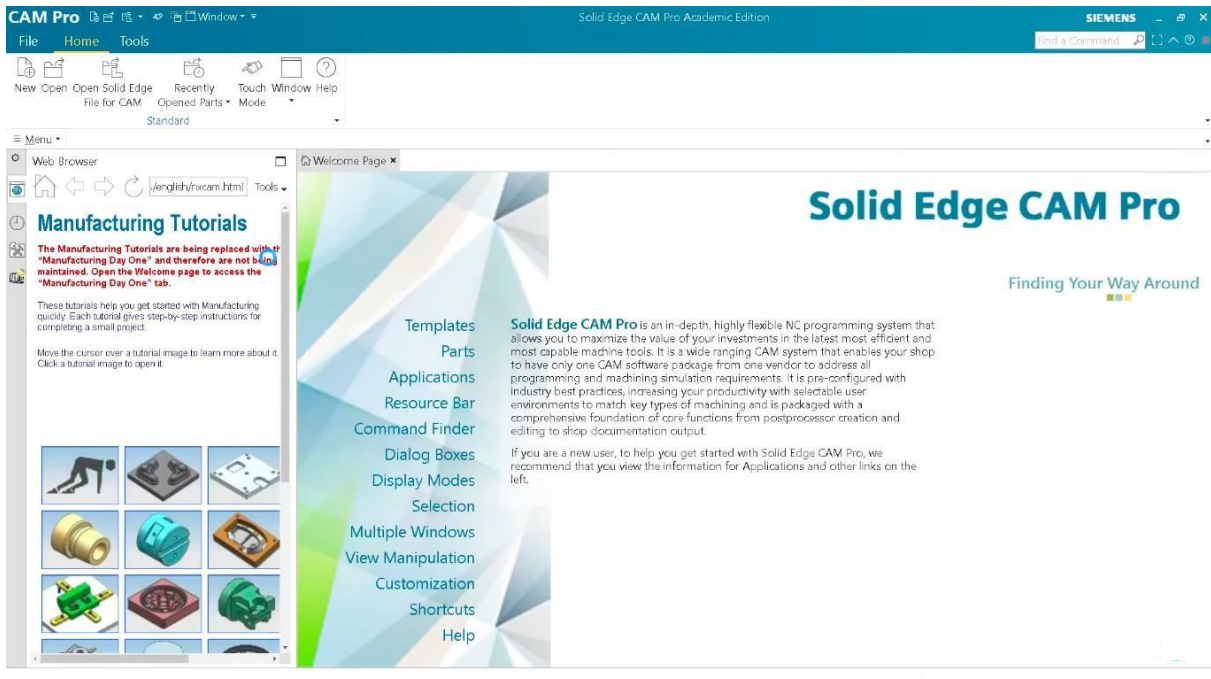 CAM Pro Window Solid Edge CAM Pro Academic Edition SIEMENS
File Home Tools Find a Command
New Open Open Solid Edge File for CAM Recently Opened Parts Touch Mode Window Help
Standard
Menu
Web Browser
/english/nxcam.html Tools
Manufacturing Tutorials
The Manufacturing Tutorials are being replaced with th
"Manufacturing Day One" and therefore are not being
maintained. Open the Welcome page to access the
"Manufacturing Day One" tab.
These tutorials help you get started with Manufacturing
quickly. Each tutorial gives step-by-step instructions for
completing a small project.
Move the cursor over a tutorial image to learn more about it.
Click a tutorial image to open it.
Welcome Page
Solid Edge CAM Pro
Finding Your Way Around
Templates
Parts
Applications
Resource Bar
Command Finder
Dialog Boxes
Display Modes
Selection
Multiple Windows
View Manipulation
Customization
Shortcuts
Help
Solid Edge CAM Pro is an in-depth, highly flexible NC programming system that
allows you to maximize the value of your investments in the latest most efficient and
most capable machine tools. It is a wide ranging CAM system that enables your shop
to have only one CAM software package from one vendor to address all
programming and machining simulation requirements. It is pre-configured with
industry best practices, increasing your productivity with selectable user
environments to match key types of machining and is packaged with a
comprehensive foundation of core functions from postprocessor creation and
editing to shop documentation output.
If you are a new user, to help you get started with Solid Edge CAM Pro, we
recommend that you view the information for Applications and other links on the
left.